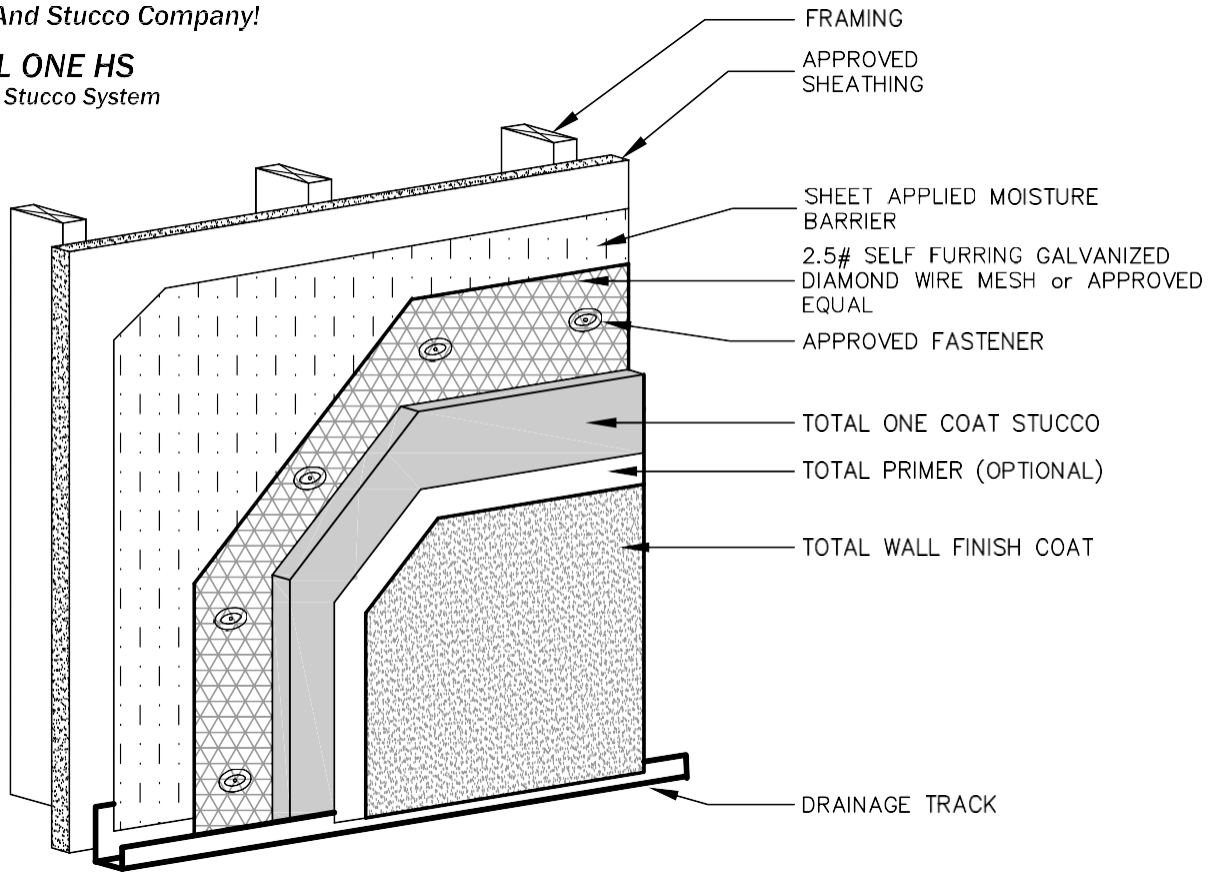 And Stucco Company!
L ONE HS
Stucco System
FRAMING
APPROVED
SHEATHING
SHEET APPLIED MOISTURE
BARRIER
2.5# SELF FURRING GALVANIZED
DIAMOND WIRE MESH or APPROVED
EQUAL
APPROVED FASTENER
TOTAL ONE COAT STUCCO
TOTAL PRIMER (OPTIONAL)
TOTAL WALL FINISH COAT
DRAINAGE TRACK